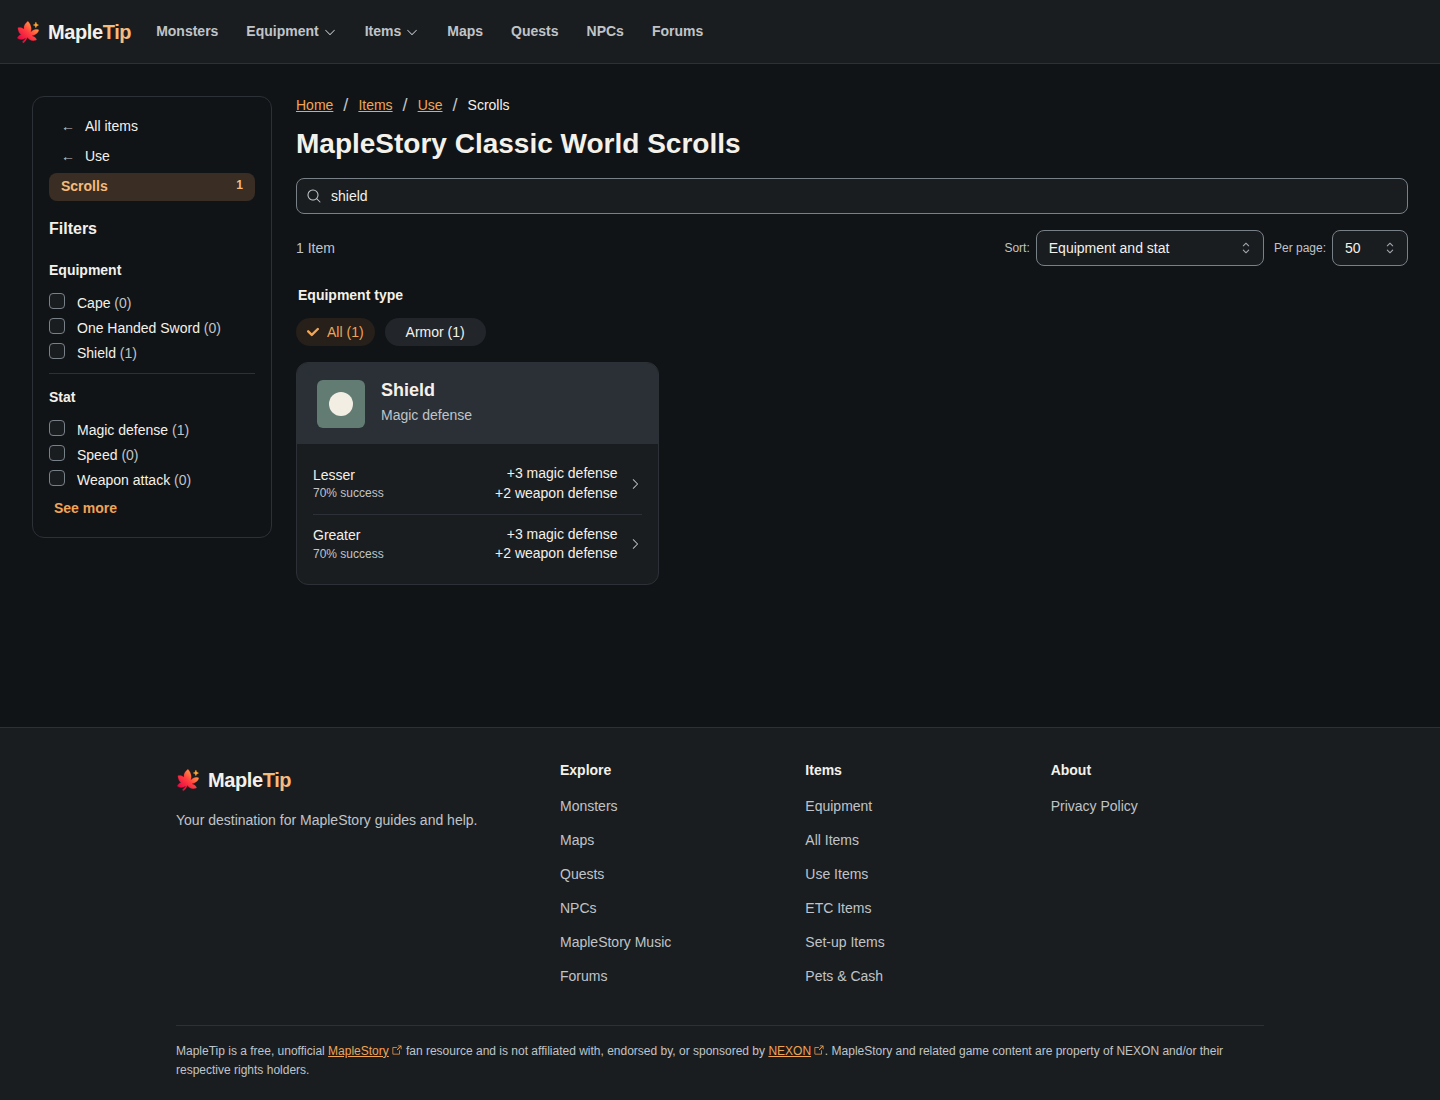 MapleTip Monsters Equipment Items Maps Quests NPCs Forums
← All items
← Use
Scrolls 1
Filters
Equipment
Cape (0)
One Handed Sword (0)
Shield (1)
Stat
Magic defense (1)
Speed (0)
Weapon attack (0)
See more
Home / Items / Use / Scrolls
MapleStory Classic World Scrolls
shield
1 Item
Sort: Equipment and stat Per page: 50
Equipment type
All (1) Armor (1)
Shield
Magic defense
Lesser
70% success
+3 magic defense
+2 weapon defense
Greater
70% success
+3 magic defense
+2 weapon defense
MapleTip
Your destination for MapleStory guides and help.
Explore
Monsters
Maps
Quests
NPCs
MapleStory Music
Forums
Items
Equipment
All Items
Use Items
ETC Items
Set-up Items
Pets & Cash
About
Privacy Policy
MapleTip is a free, unofficial MapleStory fan resource and is not affiliated with, endorsed by, or sponsored by NEXON. MapleStory and related game content are property of NEXON and/or their
respective rights holders.